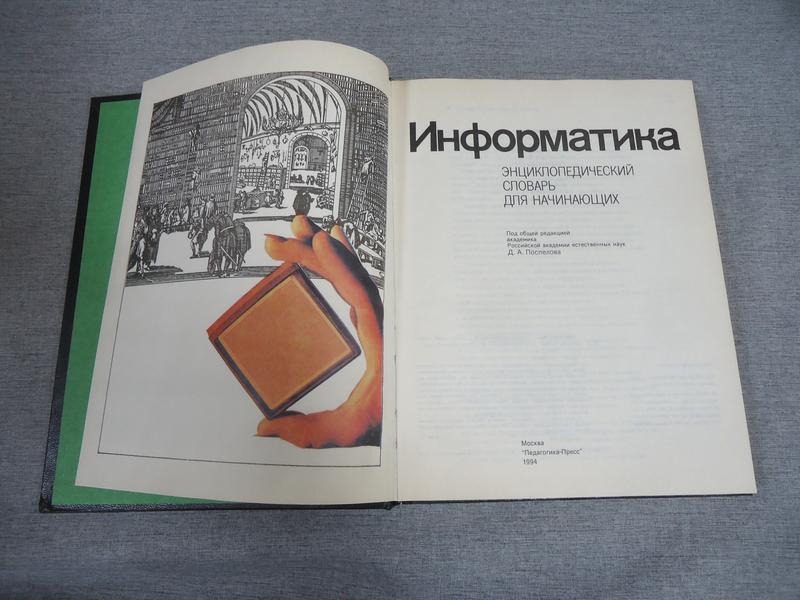 Информатика
ЭНЦИКЛОПЕДИЧЕСКИЙ
СЛОВАРЬ
ДЛЯ НАЧИНАЮЩИХ
Под общей редакцией
академика
Российской академии естественных наук
Д. А. Поспелова
Москва
"Педагогика-Пресс"
1994